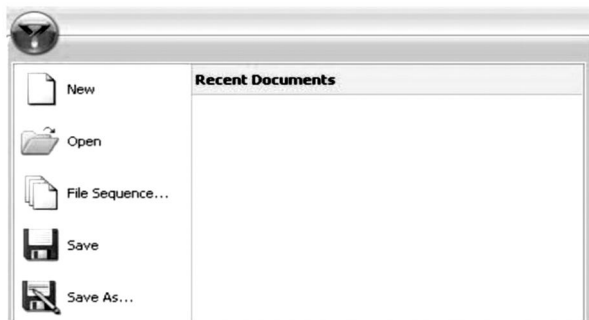 New
Recent Documents
Open
File Sequence...
Save
Save As...